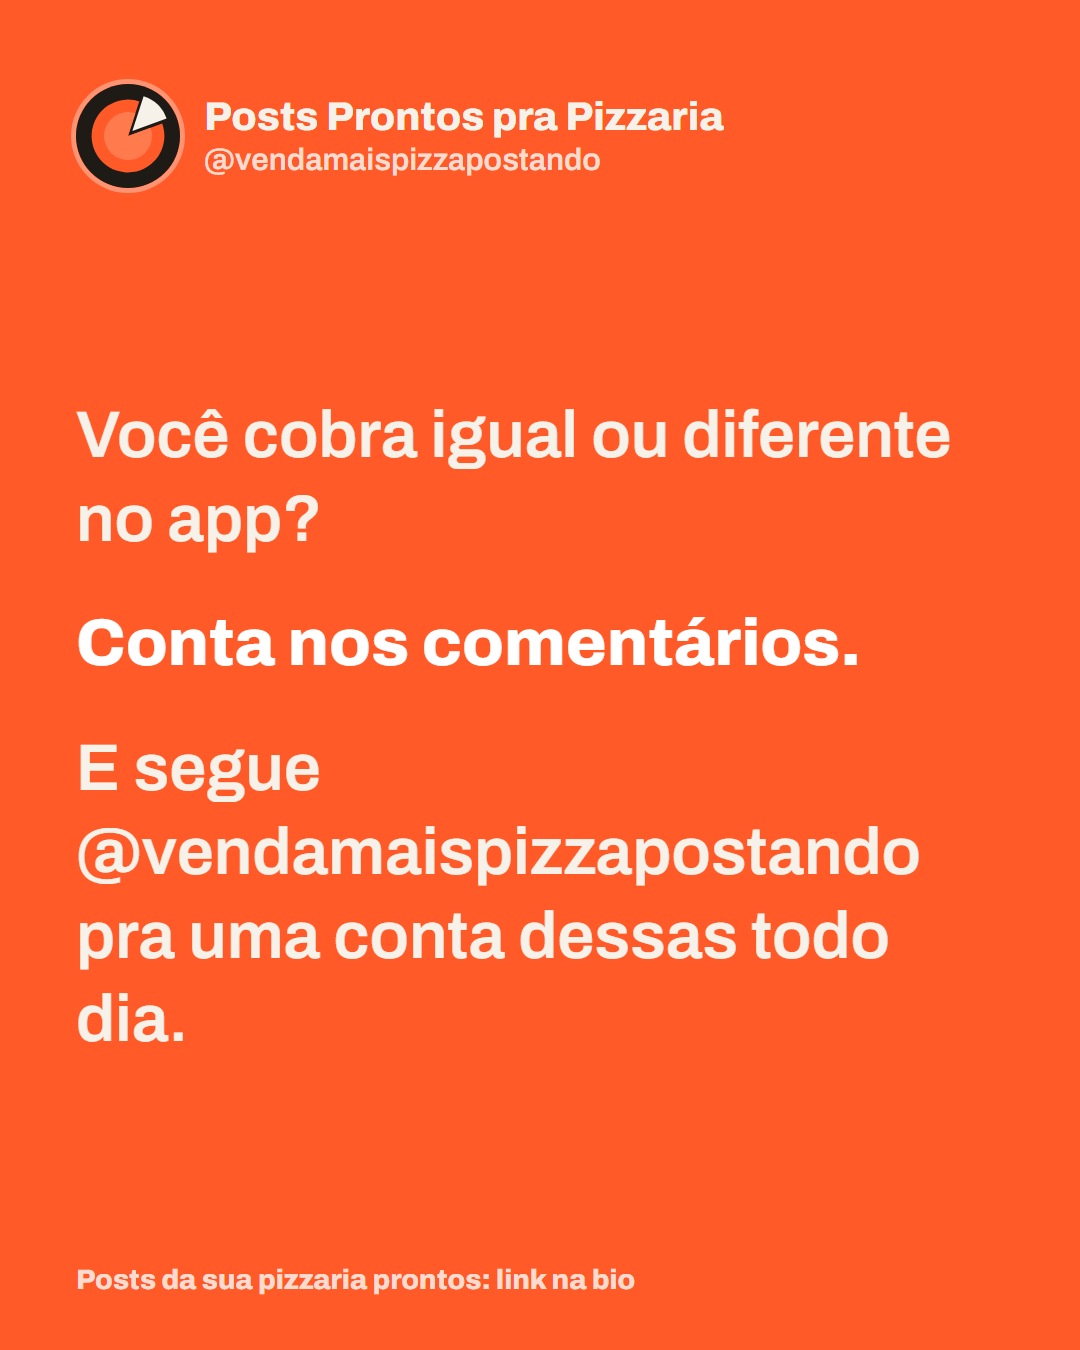 Posts Prontos pra Pizzaria
@vendamaispizzapostando
Você cobra igual ou diferente
no app?
Conta nos comentários.
E segue
@vendamaispizzapostando
pra uma conta dessas todo
dia.
Posts da sua pizzaria prontos: link na bio